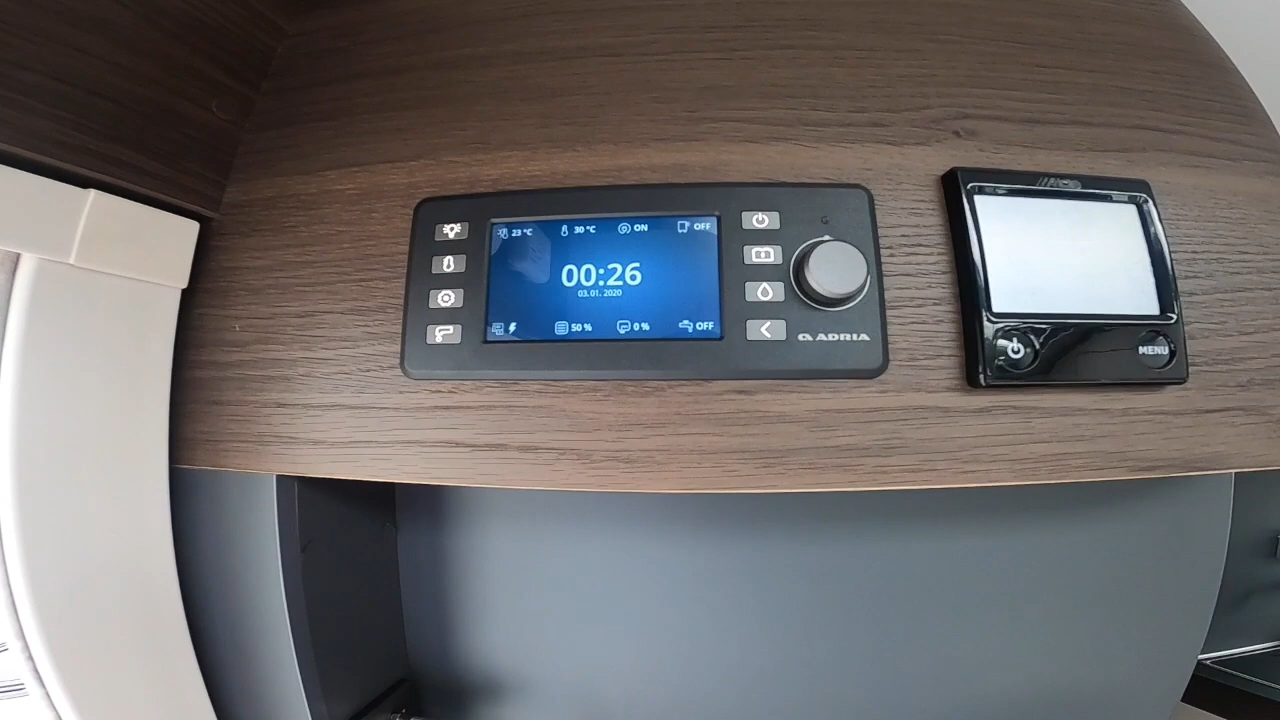 23 °C 30 °C ON OFF
00:26
03. 01. 2020
50 % 0 % OFF
ADRIA
MENU